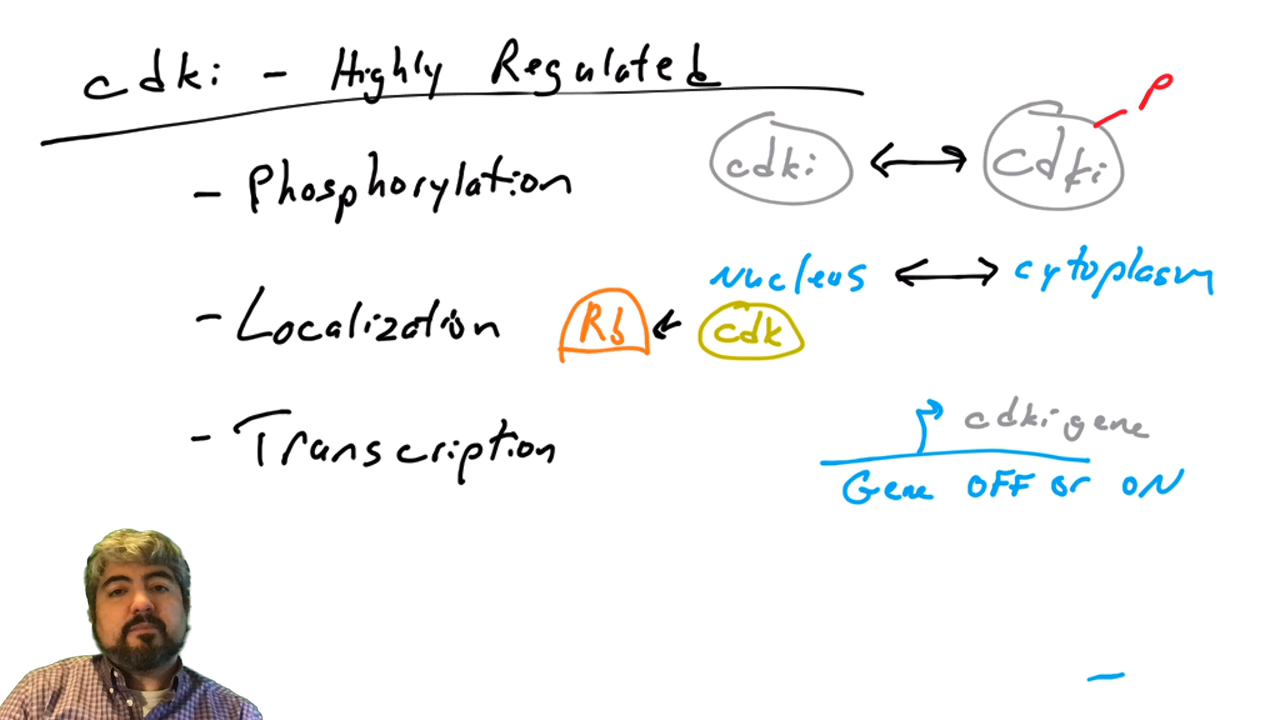 cdki - Highly Regulated
- Phosphorylation
cdki
cdki
P
nucleus
cytoplasm
- Localization
Rb
cdk
- Transcription
cdki gene
Gene OFF or ON